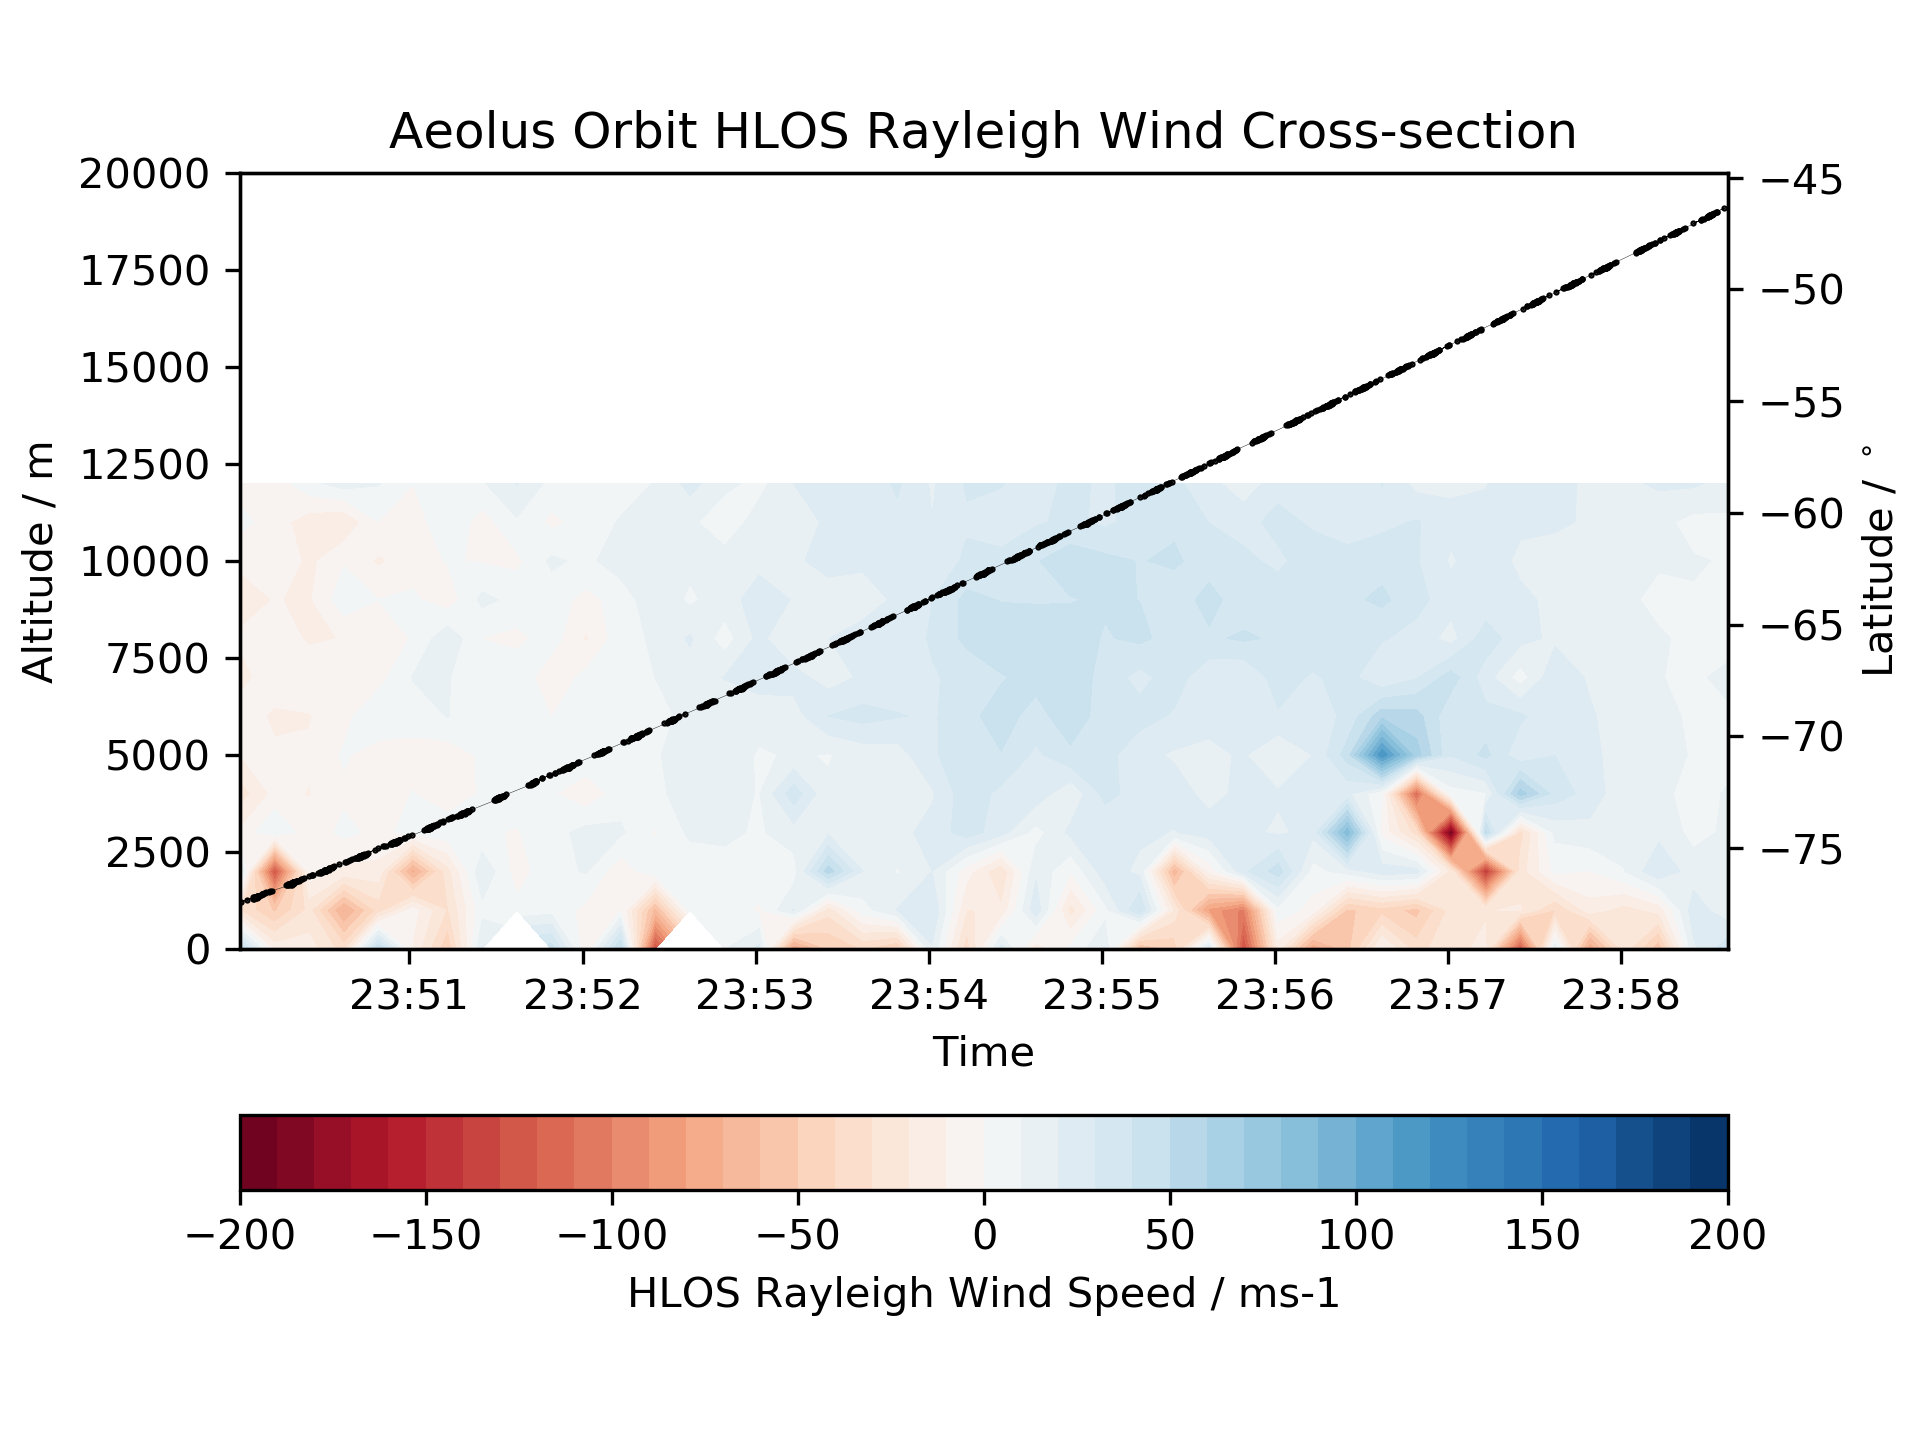 Aeolus Orbit HLOS Rayleigh Wind Cross-section
20000
17500
15000
12500
10000
7500
5000
2500
0
Altitude / m
−45
−50
−55
−60
−65
−70
−75
Latitude / °
23:51 23:52 23:53 23:54 23:55 23:56 23:57 23:58
Time
−200 −150 −100 −50 0 50 100 150 200
HLOS Rayleigh Wind Speed / ms-1